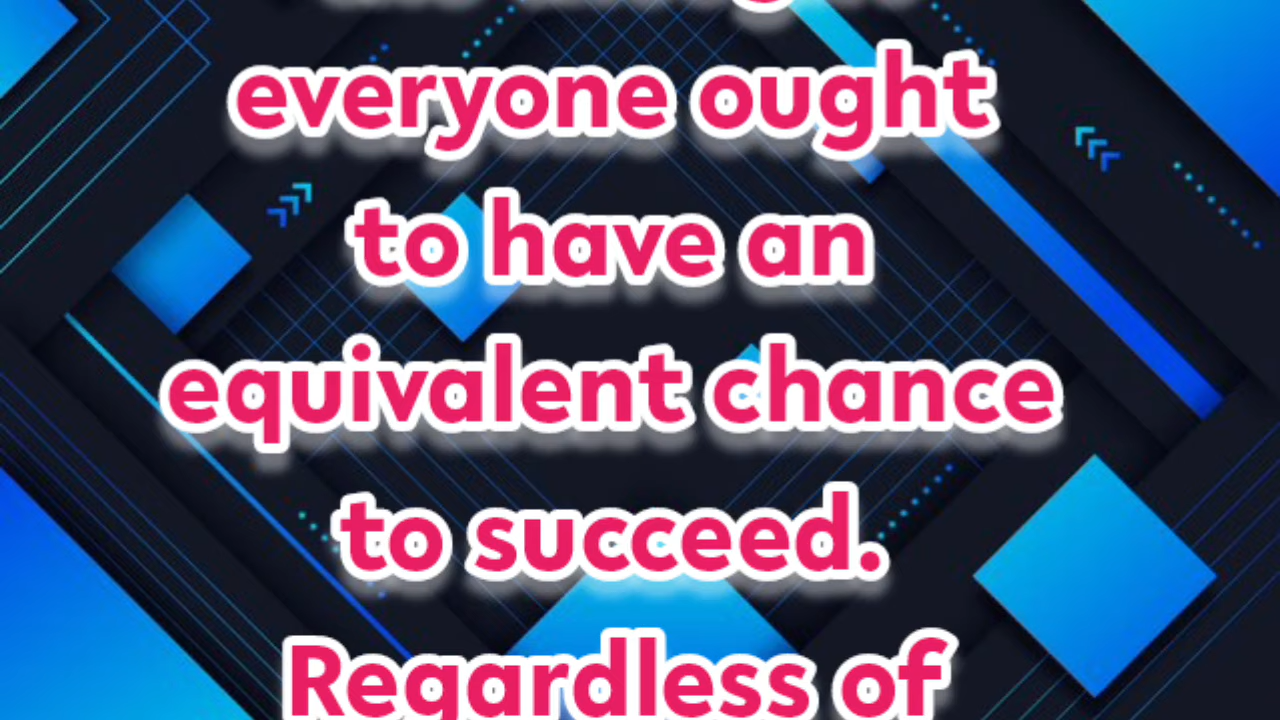 everyone ought
to have an
equivalent chance
to succeed.
Regardless of